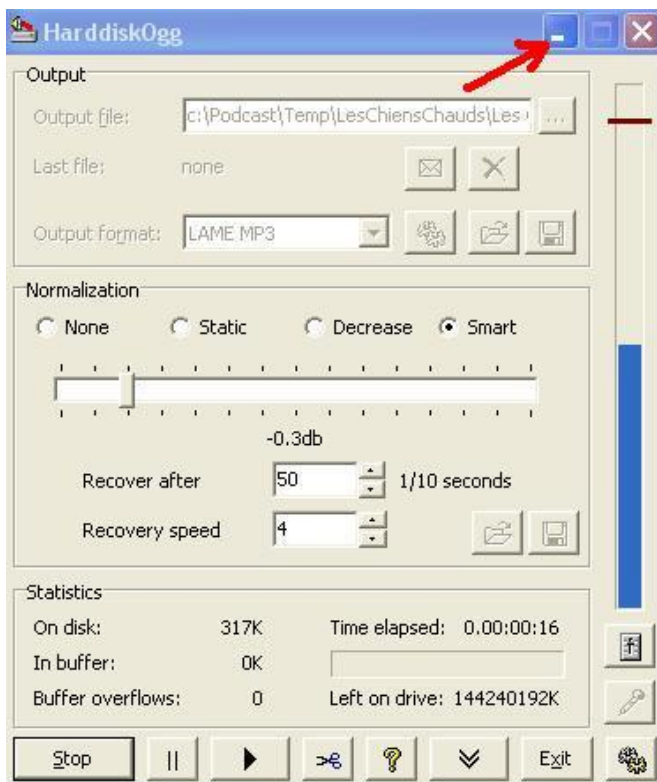 HarddiskOgg
Output
Output file: c:\Podcast\Temp\LesChiensChauds\Les ...
Last file: none
Output format: LAME MP3
Normalization
None Static Decrease Smart
-0.3db
Recover after 50 1/10 seconds
Recovery speed 4
Statistics
On disk: 317K Time elapsed: 0.00:00:16
In buffer: 0K
Buffer overflows: 0 Left on drive: 144240192K
Stop Exit